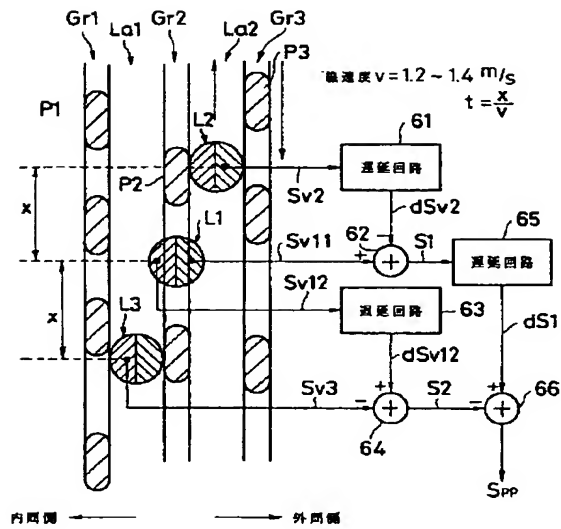 Gr1
La1
Gr2
La2
Gr3
P3
P1
線速度 v = 1.2 ~ 1.4 m/s
t = x/v
L2
61
P2
Sv2
遅延回路
dSv2
65
62
L1
x
Sv11
S1
遅延回路
Sv12
遅延回路
63
x
L3
dSv12
dS1
Sv3
S2
66
64
SPP
内周側
外周側
+
-
+
+
-
+
+
-
+